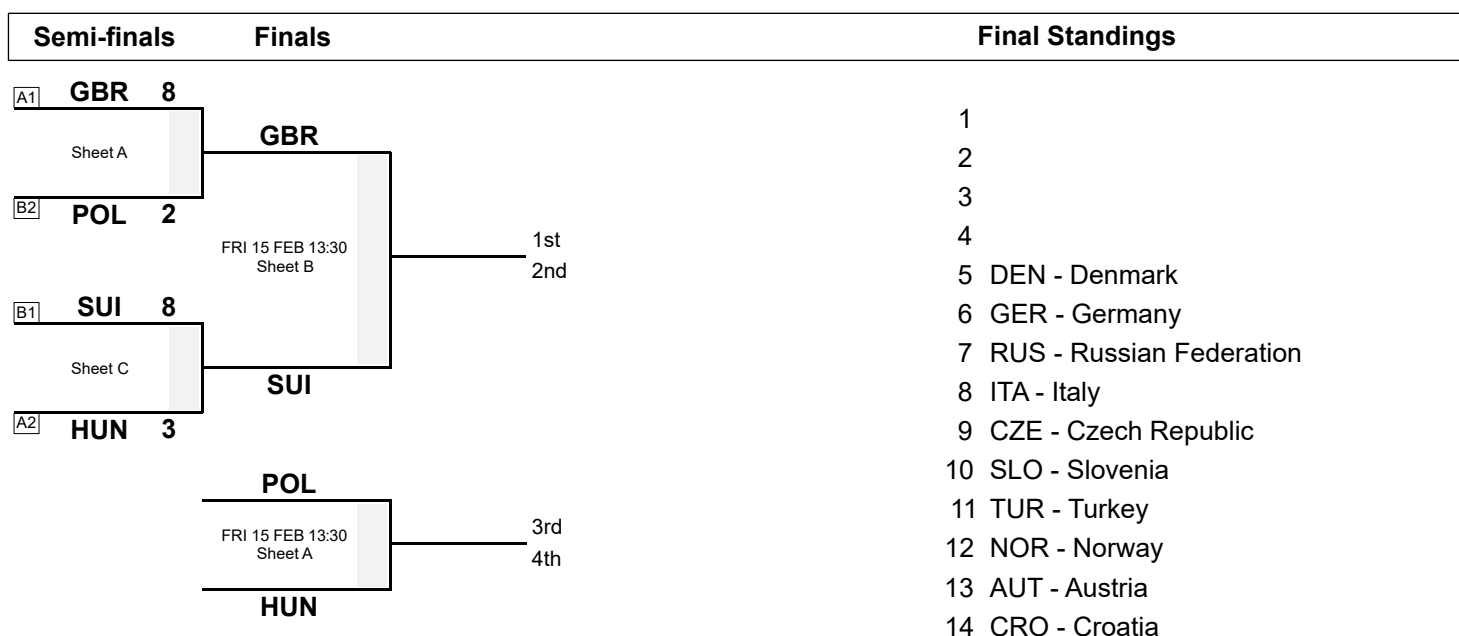 Semi-finals Finals Final Standings
A1 GBR 8
Sheet A
B2 POL 2
GBR
FRI 15 FEB 13:30
Sheet B
SUI
1st
2nd
B1 SUI 8
Sheet C
A2 HUN 3
POL
FRI 15 FEB 13:30
Sheet A
HUN
3rd
4th
1
2
3
4
5 DEN - Denmark
6 GER - Germany
7 RUS - Russian Federation
8 ITA - Italy
9 CZE - Czech Republic
10 SLO - Slovenia
11 TUR - Turkey
12 NOR - Norway
13 AUT - Austria
14 CRO - Croatia